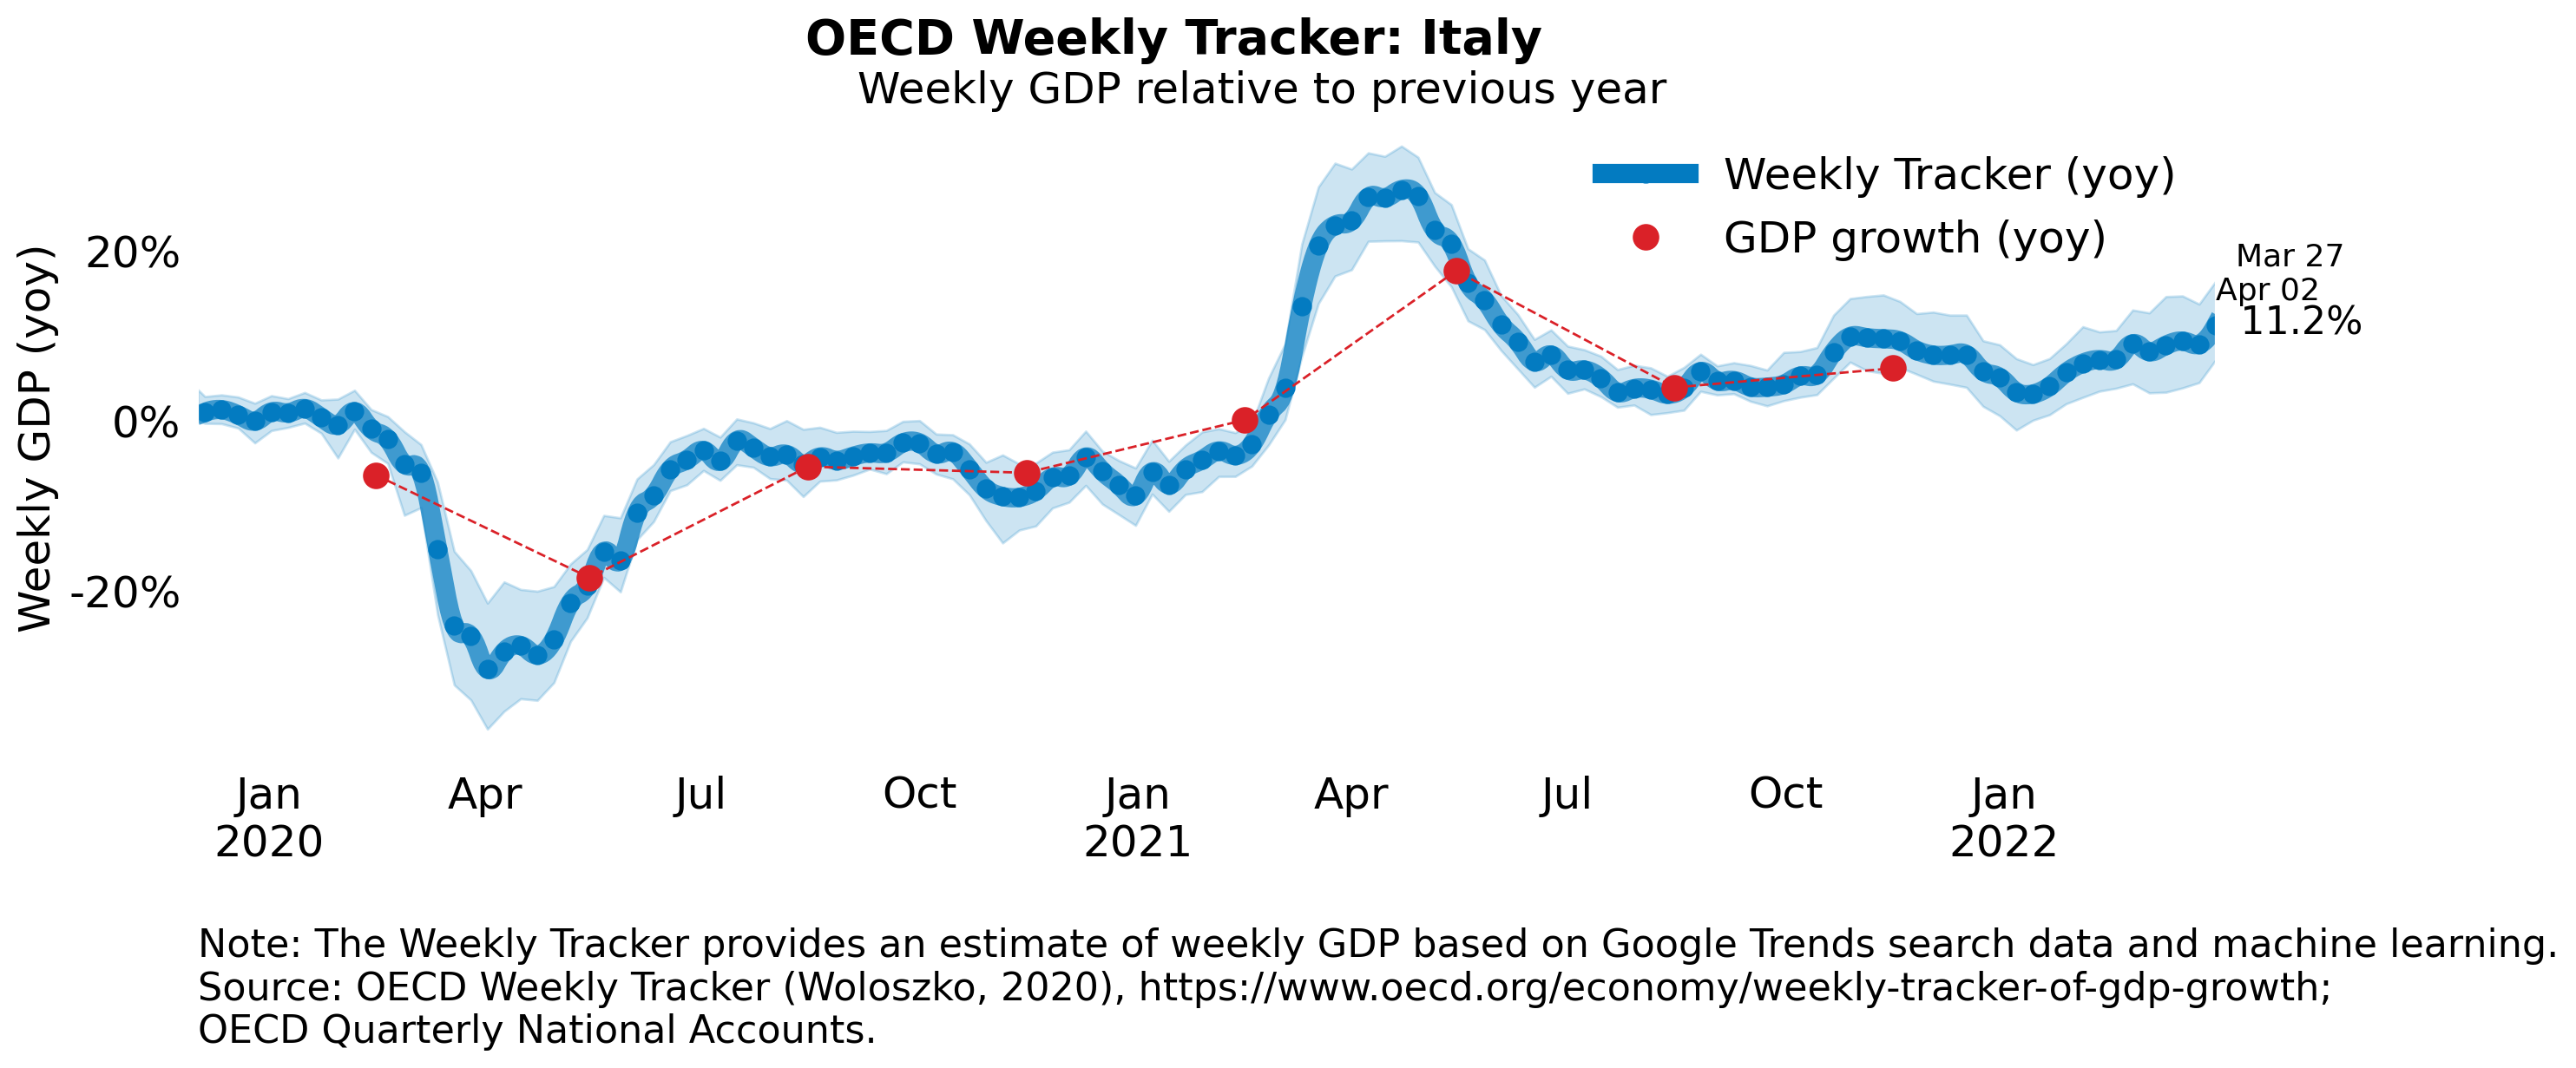 OECD Weekly Tracker: Italy
Weekly GDP relative to previous year
Weekly Tracker (yoy)
GDP growth (yoy)
Weekly GDP (yoy)
20%
0%
-20%
Mar 27
Apr 02
11.2%
Jan Apr Jul Oct Jan Apr Jul Oct Jan
2020 2021 2022
Note: The Weekly Tracker provides an estimate of weekly GDP based on Google Trends search data and machine learning.
Source: OECD Weekly Tracker (Woloszko, 2020), https://www.oecd.org/economy/weekly-tracker-of-gdp-growth;
OECD Quarterly National Accounts.